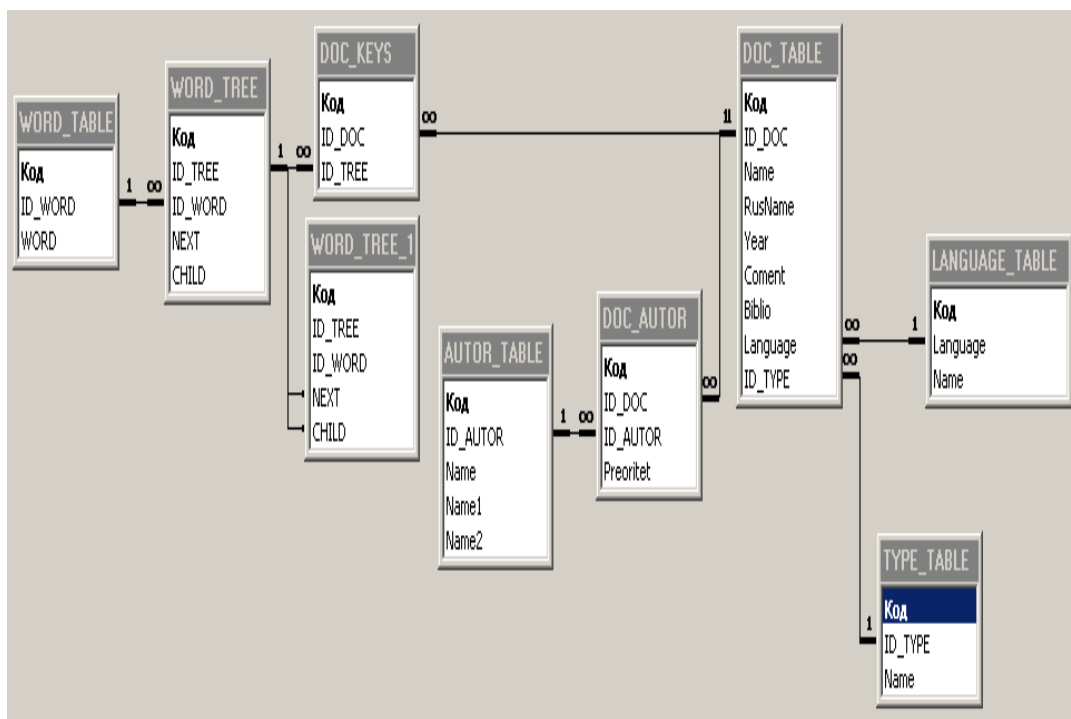 WORD_TABLE
Код
ID_WORD
WORD
1 ∞
WORD_TREE
Код
ID_TREE
ID_WORD
NEXT
CHILD
1 ∞
DOC_KEYS
Код
ID_DOC
ID_TREE
∞
WORD_TREE_1
Код
ID_TREE
ID_WORD
NEXT
CHILD
AUTOR_TABLE
Код
ID_AUTOR
Name
Name1
Name2
1 ∞
DOC_AUTOR
Код
ID_DOC
ID_AUTOR
Preoritet
∞
11
DOC_TABLE
Код
ID_DOC
Name
RusName
Year
Coment
Biblio
Language
ID_TYPE
∞ 1
∞
LANGUAGE_TABLE
Код
Language
Name
TYPE_TABLE
Код
1
ID_TYPE
Name